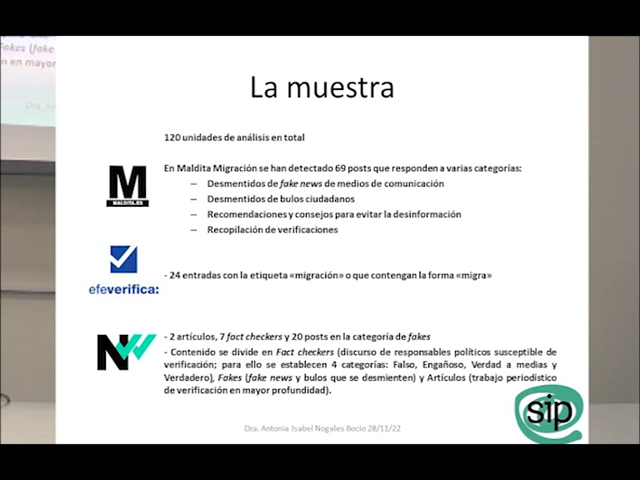 Fakes (fake
n en mayor
La muestra
120 unidades de análisis en total
En Maldita Migración se han detectado 69 posts que responden a varias categorías:
– Desmentidos de fake news de medios de comunicación
– Desmentidos de bulos ciudadanos
– Recomendaciones y consejos para evitar la desinformación
– Recopilación de verificaciones
M
MALDITA.ES
efeverifica:
- 24 entradas con la etiqueta «migración» o que contengan la forma «migra»
N
- 2 artículos, 7 fact checkers y 20 posts en la categoría de fakes
- Contenido se divide en Fact checkers (discurso de responsables políticos susceptible de
verificación; para ello se establecen 4 categorías: Falso, Engañoso, Verdad a medias y
Verdadero), Fakes (fake news y bulos que se desmienten) y Artículos (trabajo periodístico
de verificación en mayor profundidad).
sip
Dra. Antonia Isabel Nogales Bocio 28/11/22